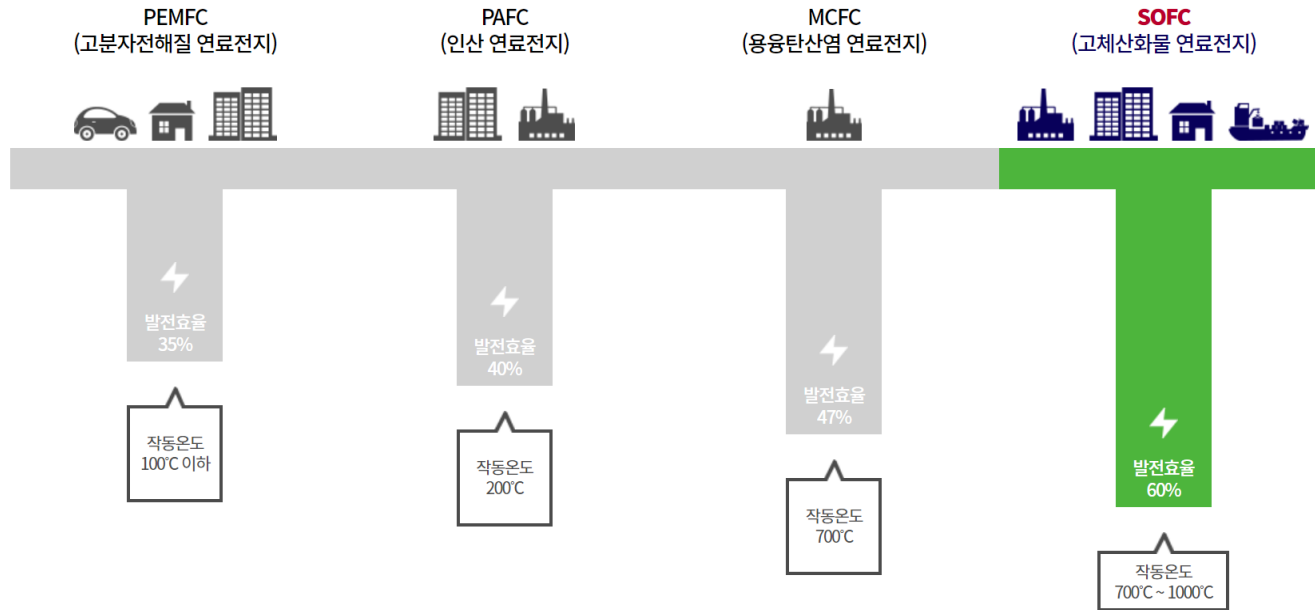 PEMFC
(고분자전해질 연료전지)
PAFC
(인산 연료전지)
MCFC
(용융탄산염 연료전지)
SOFC
(고체산화물 연료전지)
발전효율
35%
발전효율
40%
발전효율
47%
발전효율
60%
작동온도
100℃ 이하
작동온도
200℃
작동온도
700℃
작동온도
700℃ ~ 1000℃